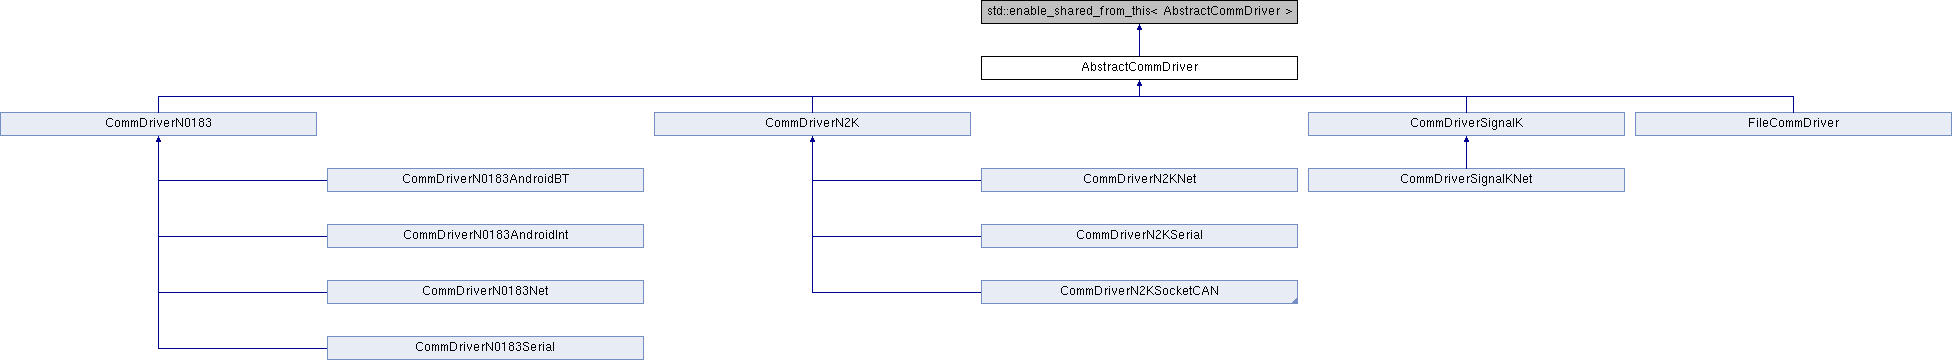 std::enable_shared_from_this< AbstractCommDriver >
AbstractCommDriver
CommDriverN0183
CommDriverN2K
CommDriverSignalK
FileCommDriver
CommDriverN0183AndroidBT
CommDriverN2KNet
CommDriverSignalKNet
CommDriverN0183AndroidInt
CommDriverN2KSerial
CommDriverN0183Net
CommDriverN2KSocketCAN
CommDriverN0183Serial